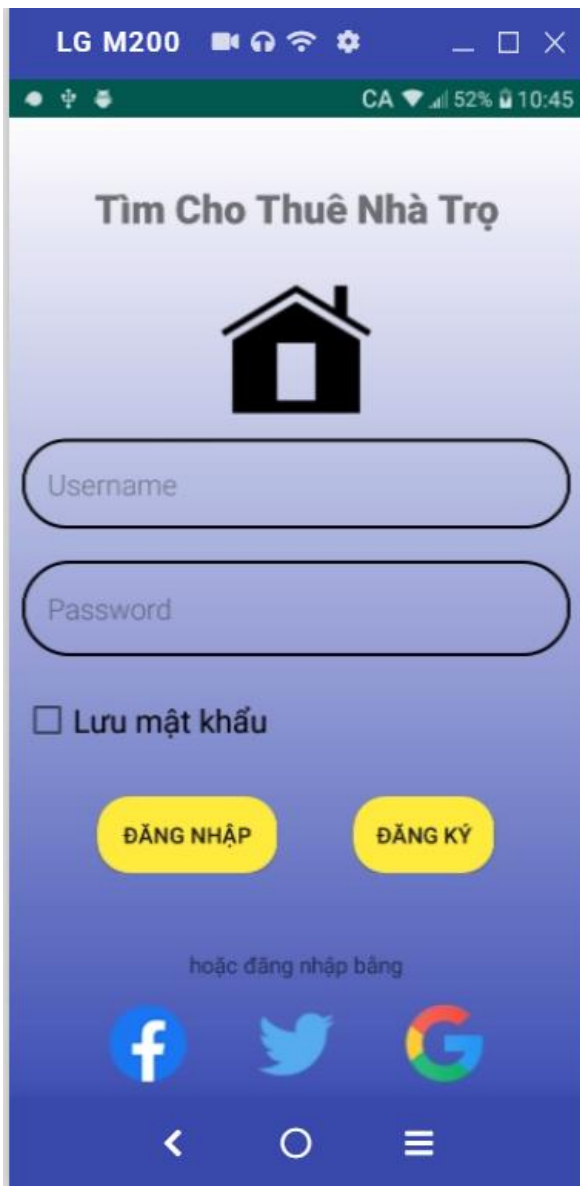 LG M200
CA 52% 10:45
Tìm Cho Thuê Nhà Trọ
Username
Password
Lưu mật khẩu
ĐĂNG NHẬP ĐĂNG KÝ
hoặc đăng nhập bằng